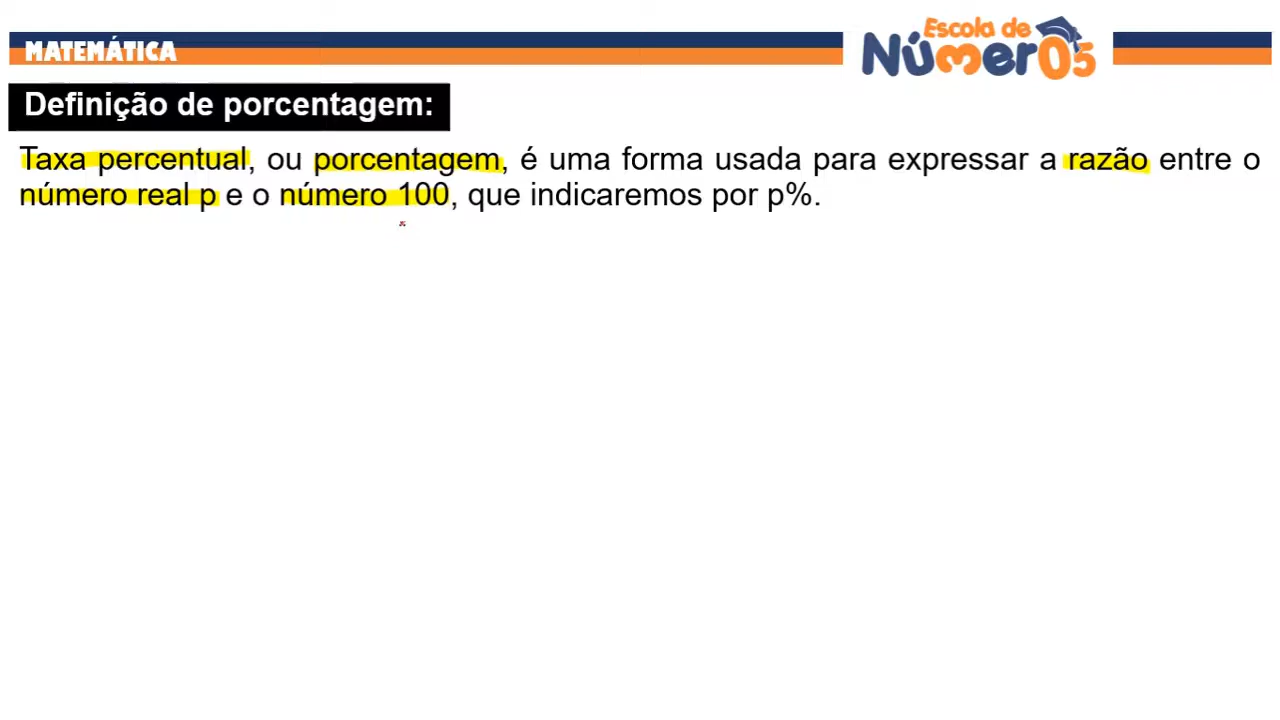 MATEMÁTICA
Escola de
Númer05
Definição de porcentagem:
Taxa percentual, ou porcentagem, é uma forma usada para expressar a razão entre o
número real p e o número 100, que indicaremos por p%.